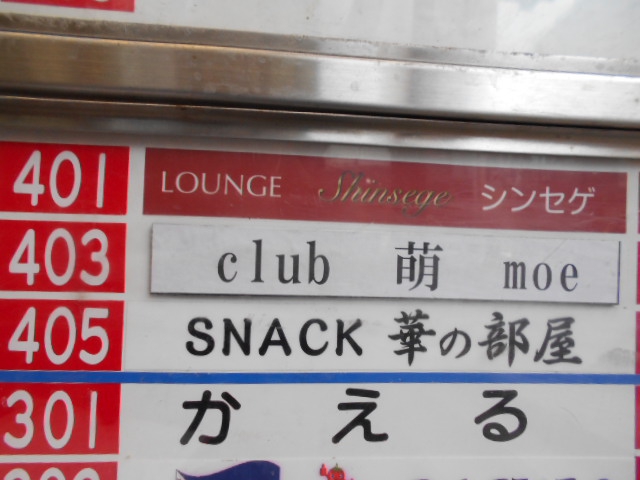 401 LOUNGE Shinsege シンセゲ
403 club 萌 moe
405 SNACK 華の部屋
301 かえる